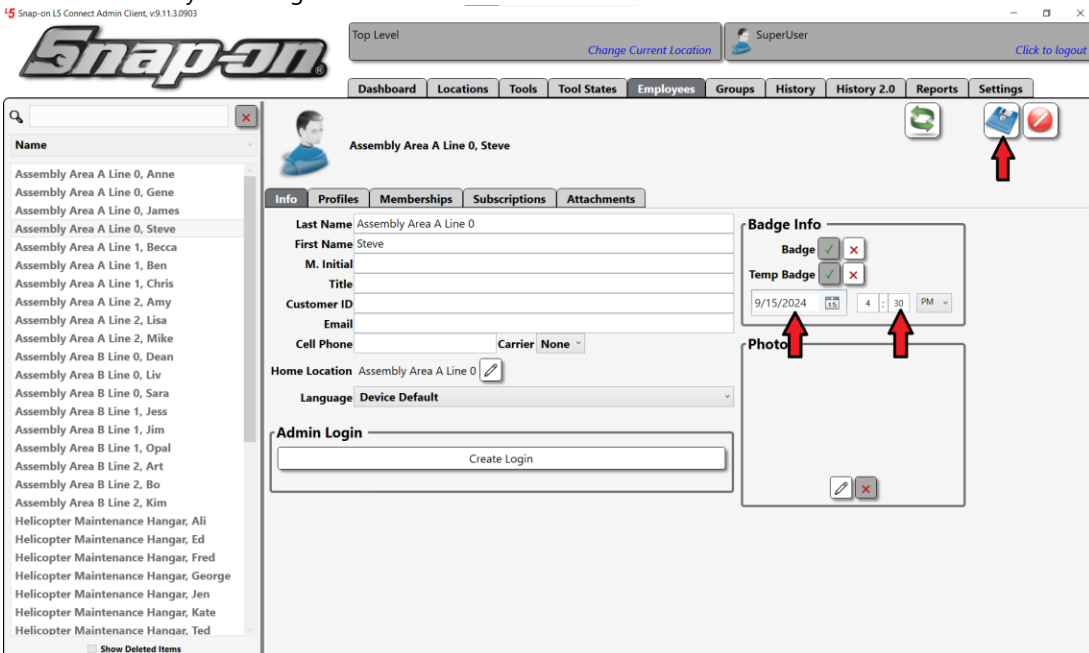 L5 Snap-on L5 Connect Admin Client, v:9.11.3.0903
Snap-on®
Top Level
Change Current Location
SuperUser
Click to logout
Dashboard Locations Tools Tool States Employees Groups History History 2.0 Reports Settings
Name
Assembly Area A Line 0, Anne
Assembly Area A Line 0, Gene
Assembly Area A Line 0, James
Assembly Area A Line 0, Steve
Assembly Area A Line 1, Becca
Assembly Area A Line 1, Ben
Assembly Area A Line 1, Chris
Assembly Area A Line 2, Amy
Assembly Area A Line 2, Lisa
Assembly Area A Line 2, Mike
Assembly Area B Line 0, Dean
Assembly Area B Line 0, Liv
Assembly Area B Line 0, Sara
Assembly Area B Line 1, Jess
Assembly Area B Line 1, Jim
Assembly Area B Line 1, Opal
Assembly Area B Line 2, Art
Assembly Area B Line 2, Bo
Assembly Area B Line 2, Kim
Helicopter Maintenance Hangar, Ali
Helicopter Maintenance Hangar, Ed
Helicopter Maintenance Hangar, Fred
Helicopter Maintenance Hangar, George
Helicopter Maintenance Hangar, Jen
Helicopter Maintenance Hangar, Kate
Helicopter Maintenance Hangar, Ted
Show Deleted Items
Assembly Area A Line 0, Steve
Info Profiles Memberships Subscriptions Attachments
Last Name Assembly Area A Line 0
First Name Steve
M. Initial
Title
Customer ID
Email
Cell Phone Carrier None
Home Location Assembly Area A Line 0
Language Device Default
Admin Login
Create Login
Badge Info
Badge
Temp Badge
9/15/2024 15 4 : 30 PM
Photo